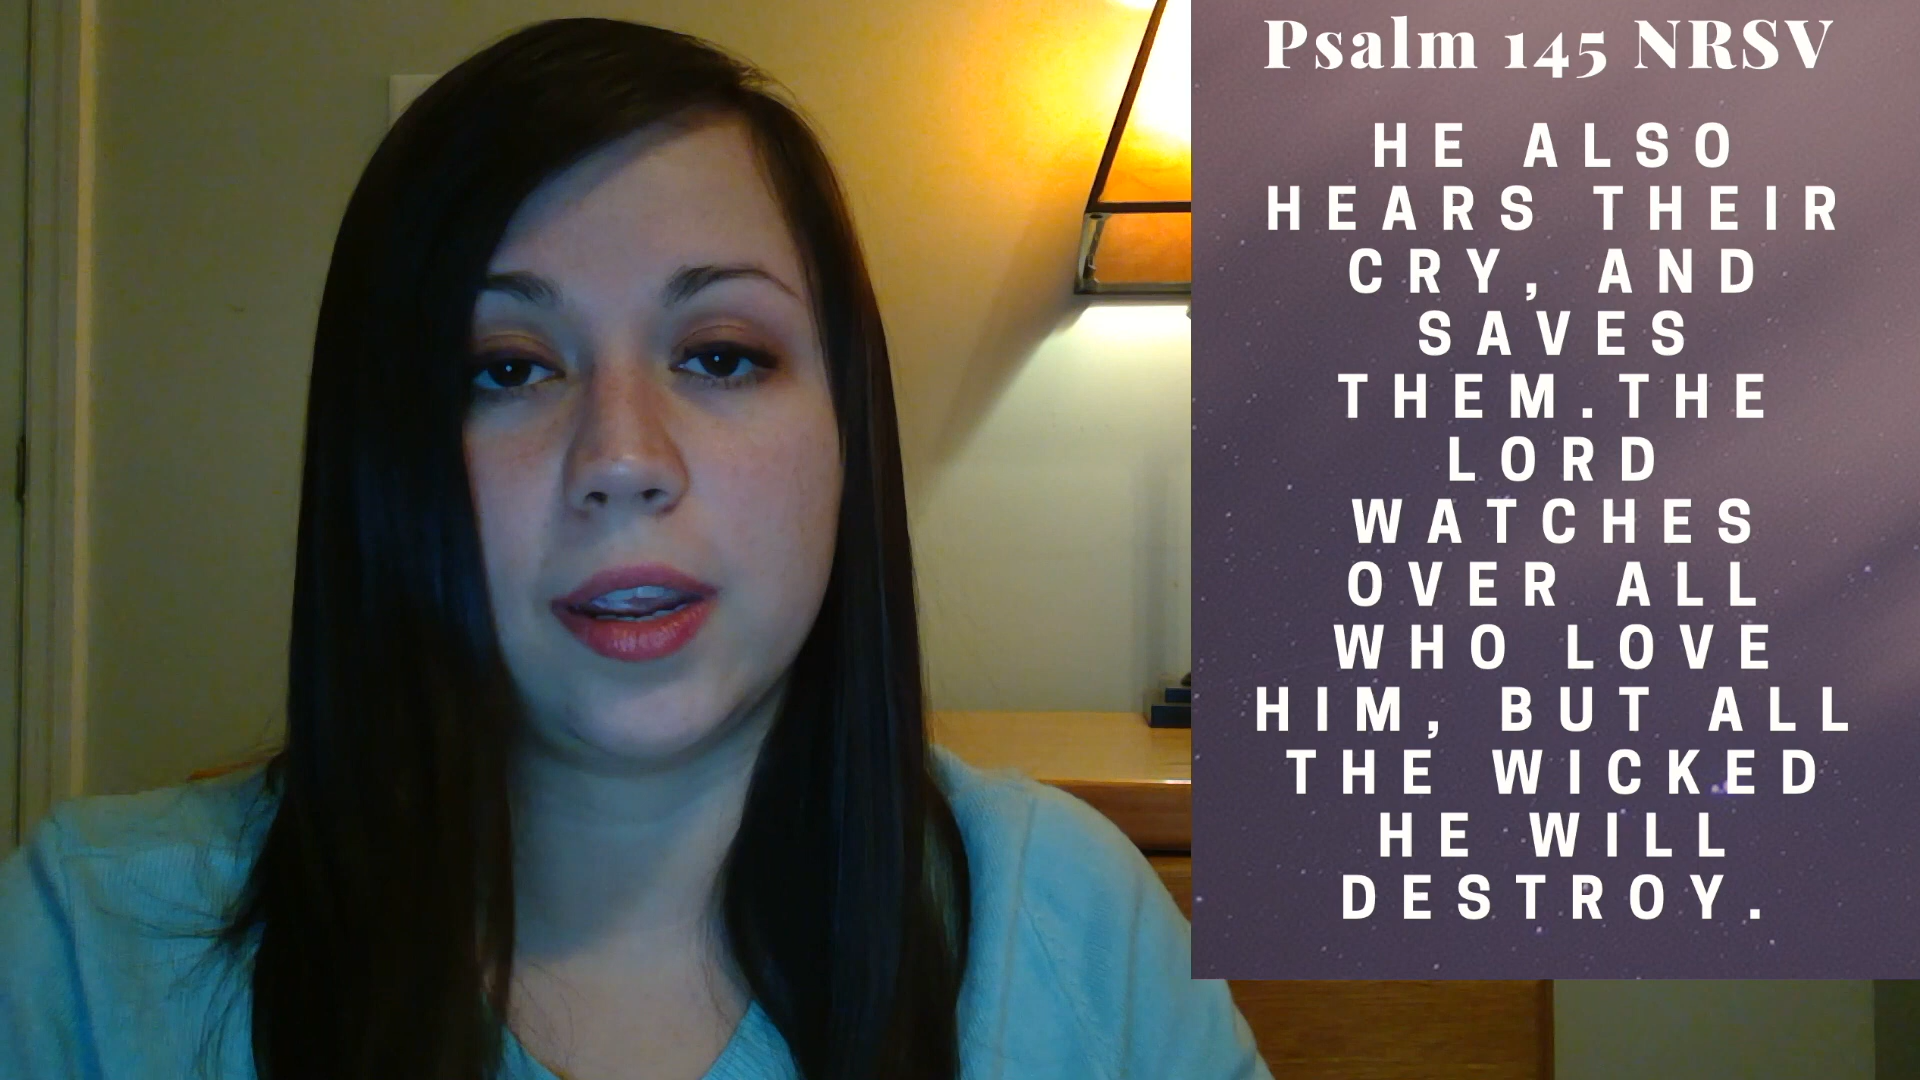 Psalm 145 NRSV
HE ALSO
HEARS THEIR
CRY, AND
SAVES
THEM.THE
LORD
WATCHES
OVER ALL
WHO LOVE
HIM, BUT ALL
THE WICKED
HE WILL
DESTROY.